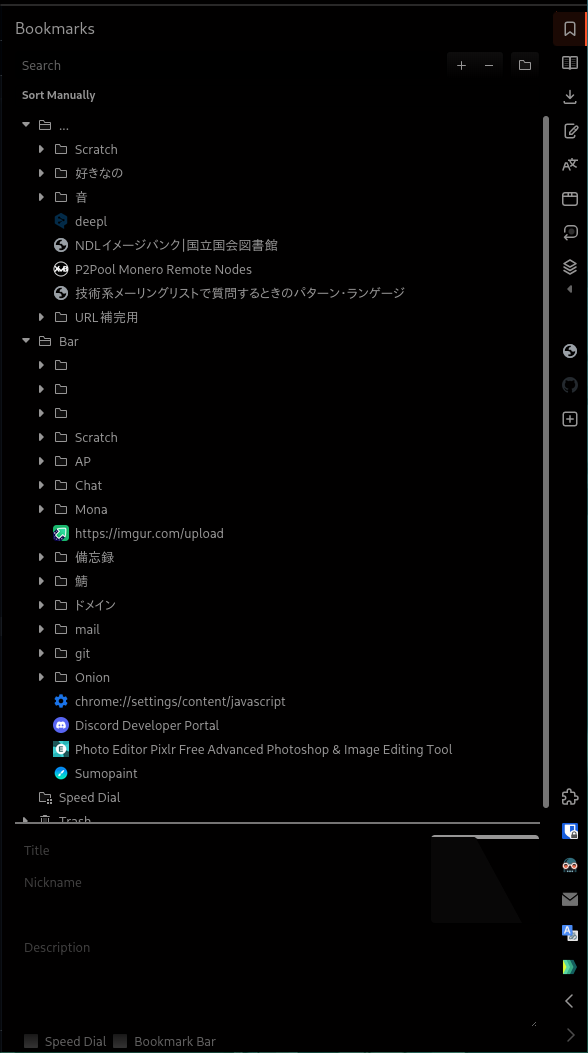 Bookmarks
Search
Sort Manually
...
Scratch
好きなの
音
deepl
NDLイメージバンク|国立国会図書館
P2Pool Monero Remote Nodes
技術系メーリングリストで質問するときのパターン・ランゲージ
URL補完用
Bar
Scratch
AP
Chat
Mona
https://imgur.com/upload
備忘録
鯖
ドメイン
mail
git
Onion
chrome://settings/content/javascript
Discord Developer Portal
Photo Editor Pixlr Free Advanced Photoshop & Image Editing Tool
Sumopaint
Speed Dial
Trash
Title
Nickname
Description
Speed Dial Bookmark Bar